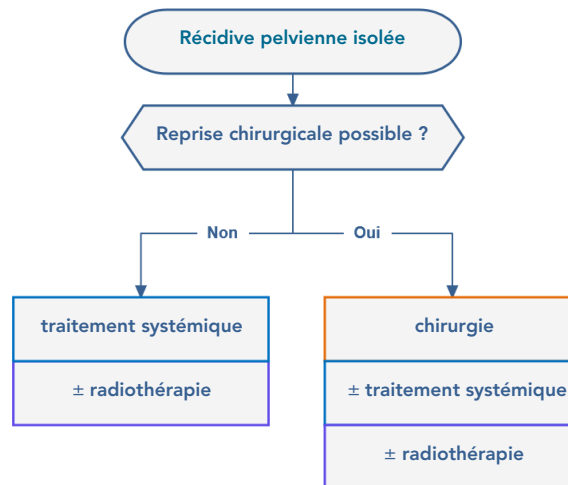 Récidive pelvienne isolée
Reprise chirurgicale possible ?
Non
Oui
traitement systémique
± radiothérapie
chirurgie
± traitement systémique
± radiothérapie